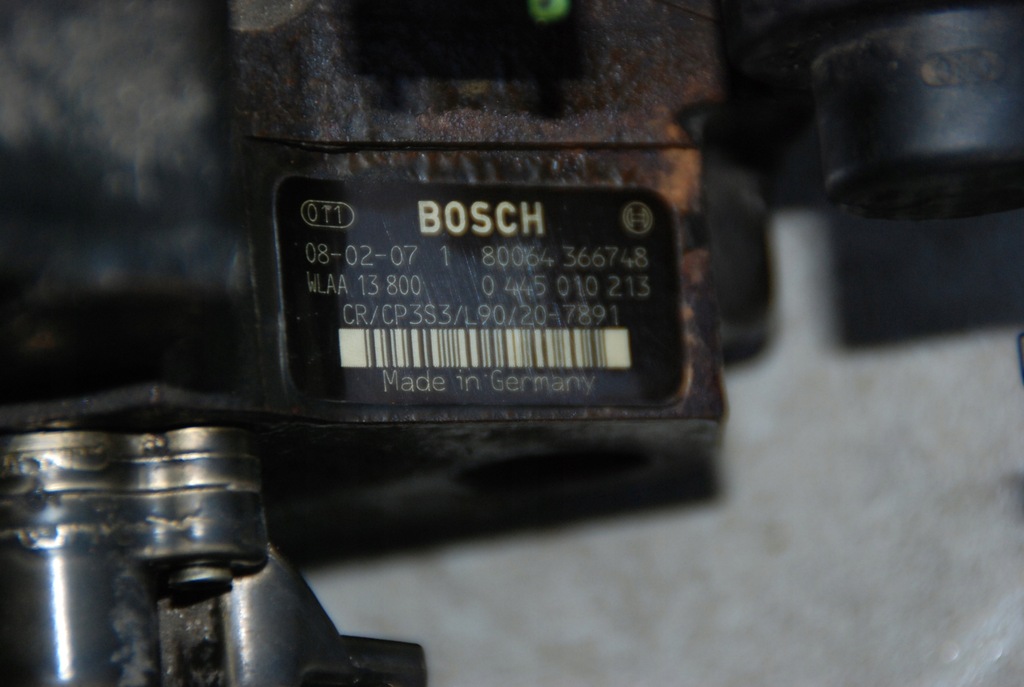 0T1 BOSCH
08-02-07 1 80064 366748
WLAA 13 800 0 445 010 213
CR/CP3S3/L90/20-7891
Made in Germany